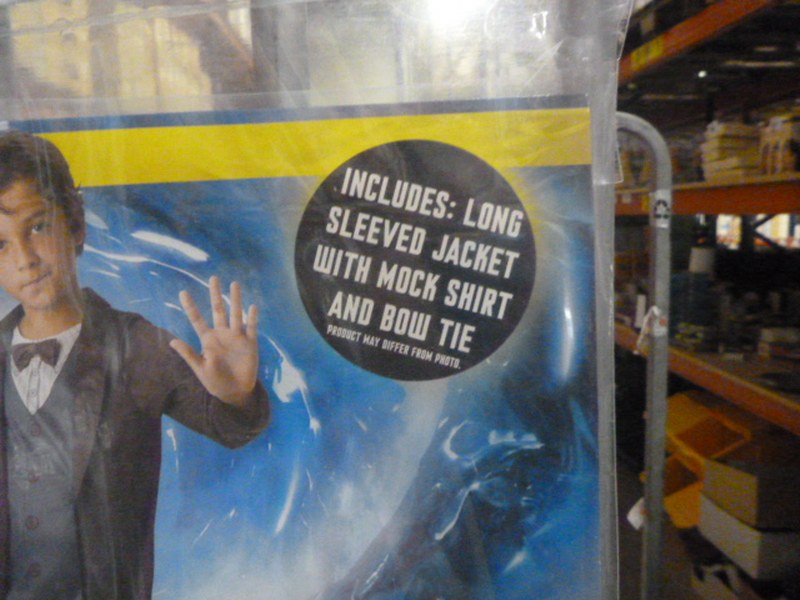 INCLUDES: LONG
SLEEVED JACKET
WITH MOCK SHIRT
AND BOW TIE
PRODUCT MAY DIFFER FROM PHOTO.